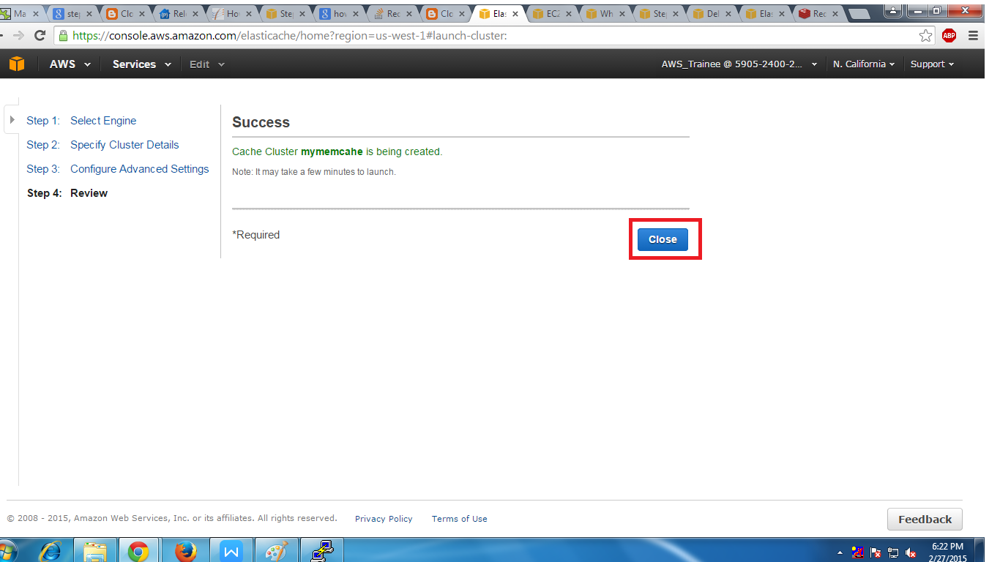 Ma
ste
Clo
Rel
Ho
Ste
hov
Rec
Clo
Elas
EC2
Wh
Ste
Del
Ela
Rec
https://console.aws.amazon.com/elasticache/home?region=us-west-1#launch-cluster:
ABP
AWS Services Edit AWS_Trainee @ 5905-2400-2... N. California Support
Step 1: Select Engine
Step 2: Specify Cluster Details
Step 3: Configure Advanced Settings
Step 4: Review
Success
Cache Cluster mymemcahe is being created.
Note: It may take a few minutes to launch.
*Required
Close
© 2008 - 2015, Amazon Web Services, Inc. or its affiliates. All rights reserved. Privacy Policy Terms of Use
Feedback
6:22 PM
2/27/2015